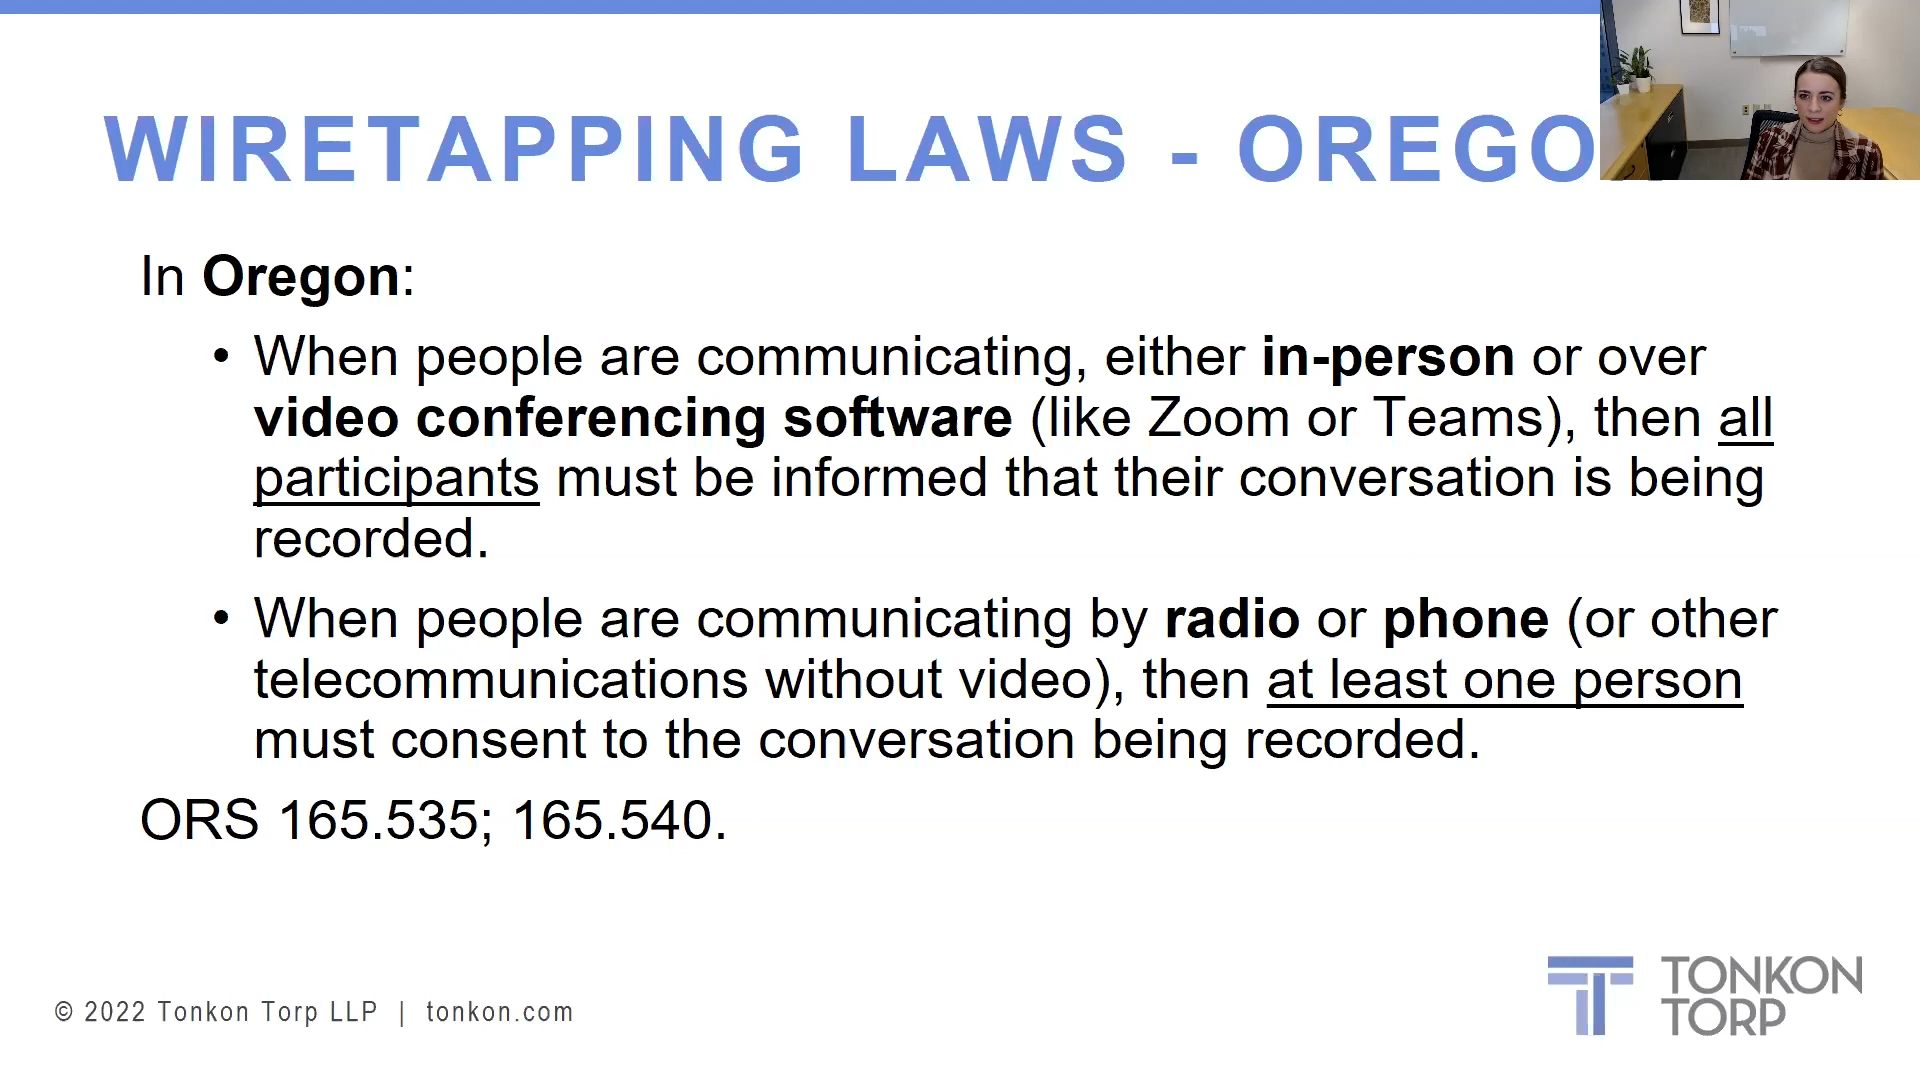 WIRETAPPING LAWS - OREGO
In Oregon:
• When people are communicating, either in-person or over
video conferencing software (like Zoom or Teams), then all
participants must be informed that their conversation is being
recorded.
• When people are communicating by radio or phone (or other
telecommunications without video), then at least one person
must consent to the conversation being recorded.
ORS 165.535; 165.540.
© 2022 Tonkon Torp LLP | tonkon.com
TONKON
TORP